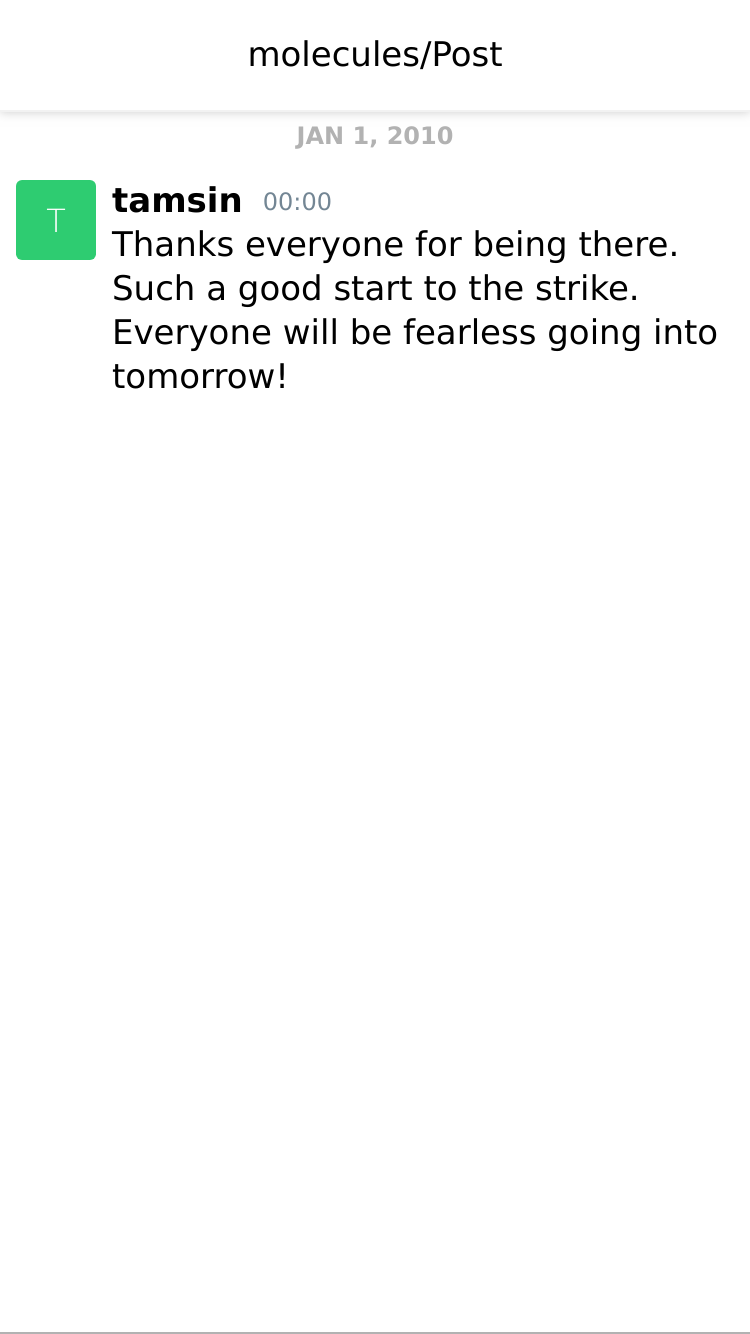 molecules/Post
JAN 1, 2010
T
tamsin 00:00
Thanks everyone for being there.
Such a good start to the strike.
Everyone will be fearless going into
tomorrow!